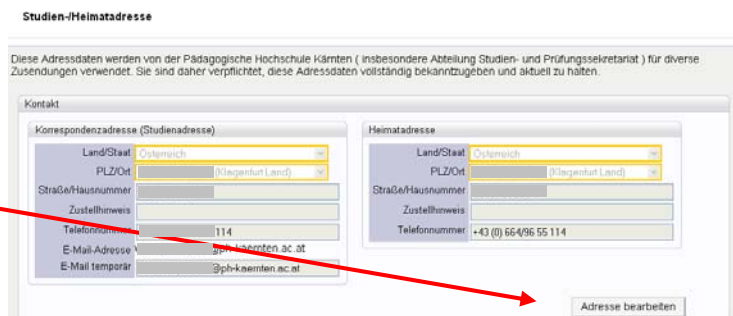 Studien-/Heimatadresse
Diese Adressdaten werden von der Pädagogische Hochschule Kärnten ( insbesondere Abteilung Studien- und Prüfungssekretariat ) für diverse
Zusendungen verwendet. Sie sind daher verpflichtet, diese Adressdaten vollständig bekanntzugeben und aktuell zu halten.
Kontakt
Korrespondenzadresse (Studienadresse)
Land/Staat Österreich
PLZ/Ort (Klagenfurt Land)
Straße/Hausnummer
Zustellhinweis
Telefonnummer 114
E-Mail-Adresse @ph-kaernten.ac.at
E-Mail temporär @ph-kaernten.ac.at
Heimatadresse
Land/Staat Österreich
PLZ/Ort (Klagenfurt Land)
Straße/Hausnummer
Zustellhinweis
Telefonnummer +43 (0) 664/96 55 114
Adresse bearbeiten